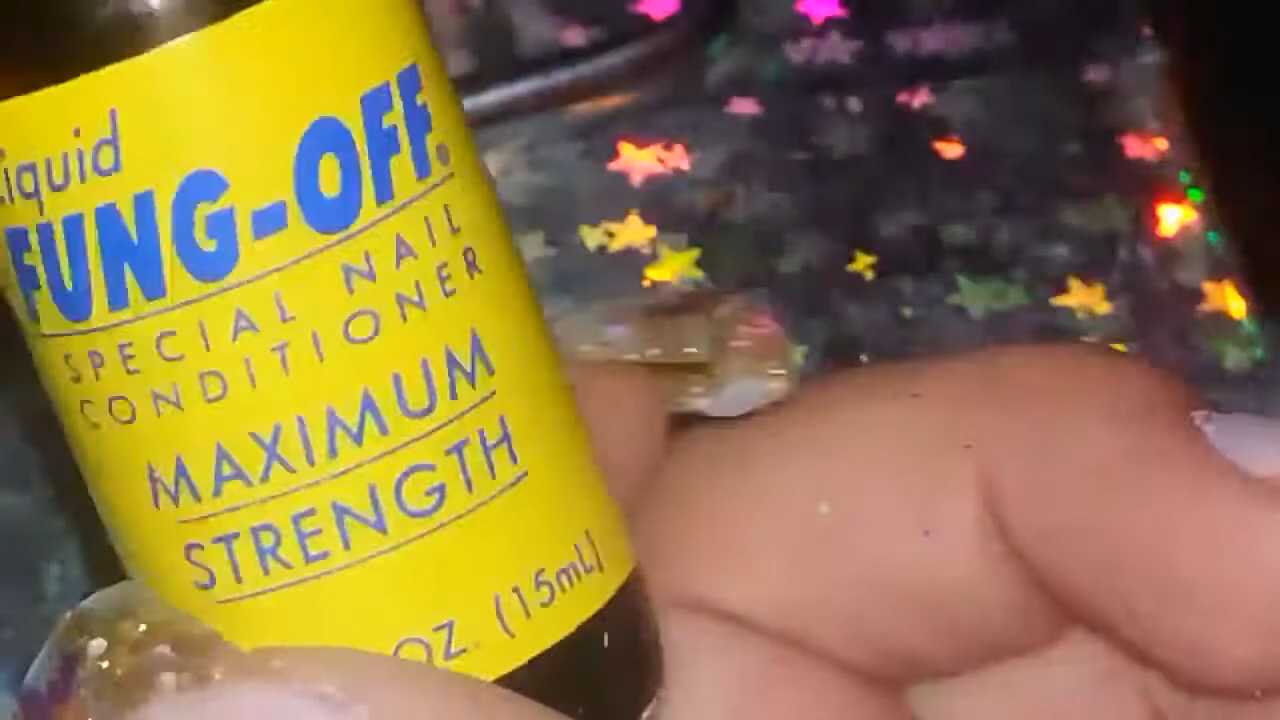 Liquid
FUNG-OFF.
SPECIAL NAIL
CONDITIONER
MAXIMUM
STRENGTH
OZ. (15mL)